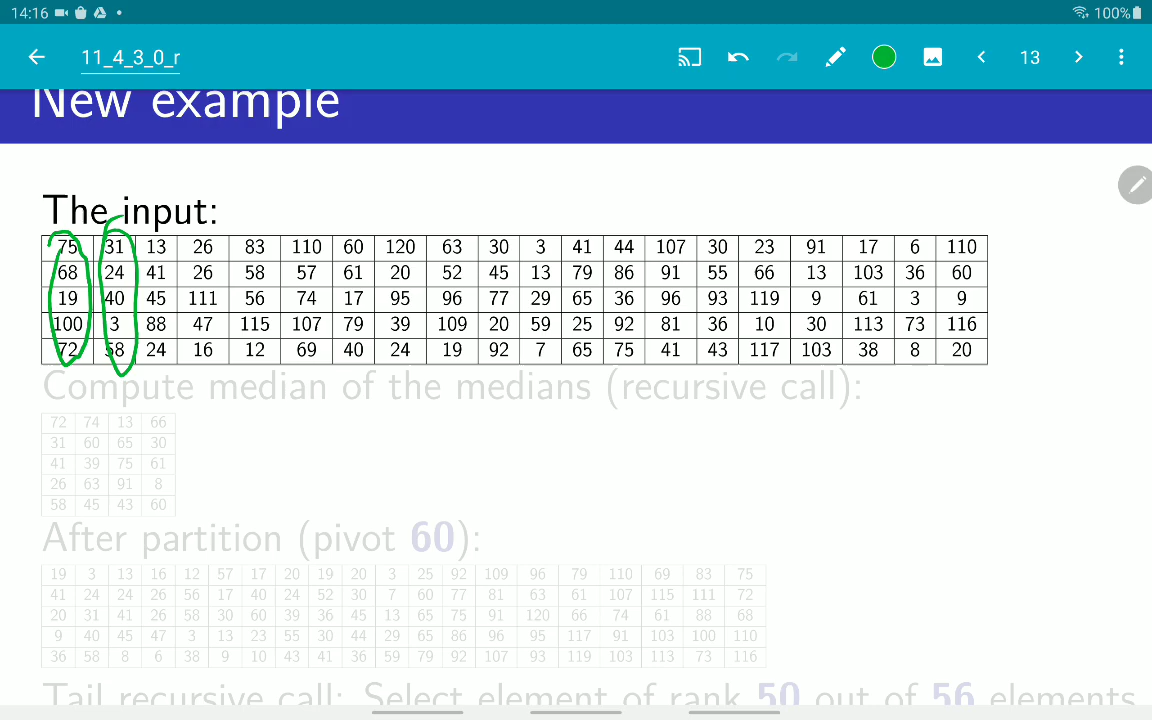 14:16 100%
11_4_3_0_r 13
New example
The input:
75 31 13 26 83 110 60 120 63 30 3 41 44 107 30 23 91 17 6 110
68 24 41 26 58 57 61 20 52 45 13 79 86 91 55 66 13 103 36 60
19 40 45 111 56 74 17 95 96 77 29 65 36 96 93 119 9 61 3 9
100 3 88 47 115 107 79 39 109 20 59 25 92 81 36 10 30 113 73 116
72 58 24 16 12 69 40 24 19 92 7 65 75 41 43 117 103 38 8 20
Compute median of the medians (recursive call):
72 74 13 66
31 60 65 30
41 39 75 61
26 63 91 8
58 45 43 60
After partition (pivot 60):
19 3 13 16 12 57 17 20 19 20 3 25 92 109 96 79 110 69 83 75
41 24 24 26 56 17 40 24 52 30 7 60 77 81 63 61 107 115 111 72
20 31 41 26 58 30 60 39 36 45 13 65 75 91 120 66 74 61 88 68
9 40 45 47 3 13 23 55 30 44 29 65 86 96 95 117 91 103 100 110
36 58 8 6 38 9 10 43 41 36 59 79 92 107 93 119 103 113 73 116
Tail recursive call: Select element of rank 50 out of 56 elements